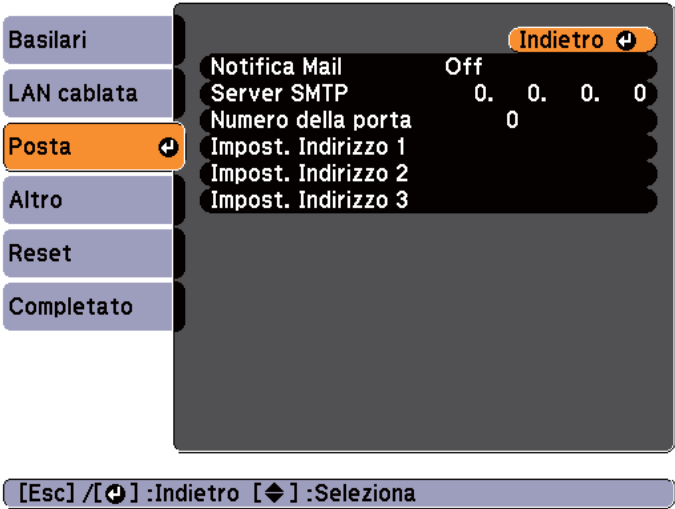 Basilari
LAN cablata
Posta
Altro
Reset
Completato
Indietro
Notifica Mail Off
Server SMTP 0. 0. 0. 0
Numero della porta 0
Impost. Indirizzo 1
Impost. Indirizzo 2
Impost. Indirizzo 3
[Esc] /[⏎] :Indietro [◆] :Seleziona